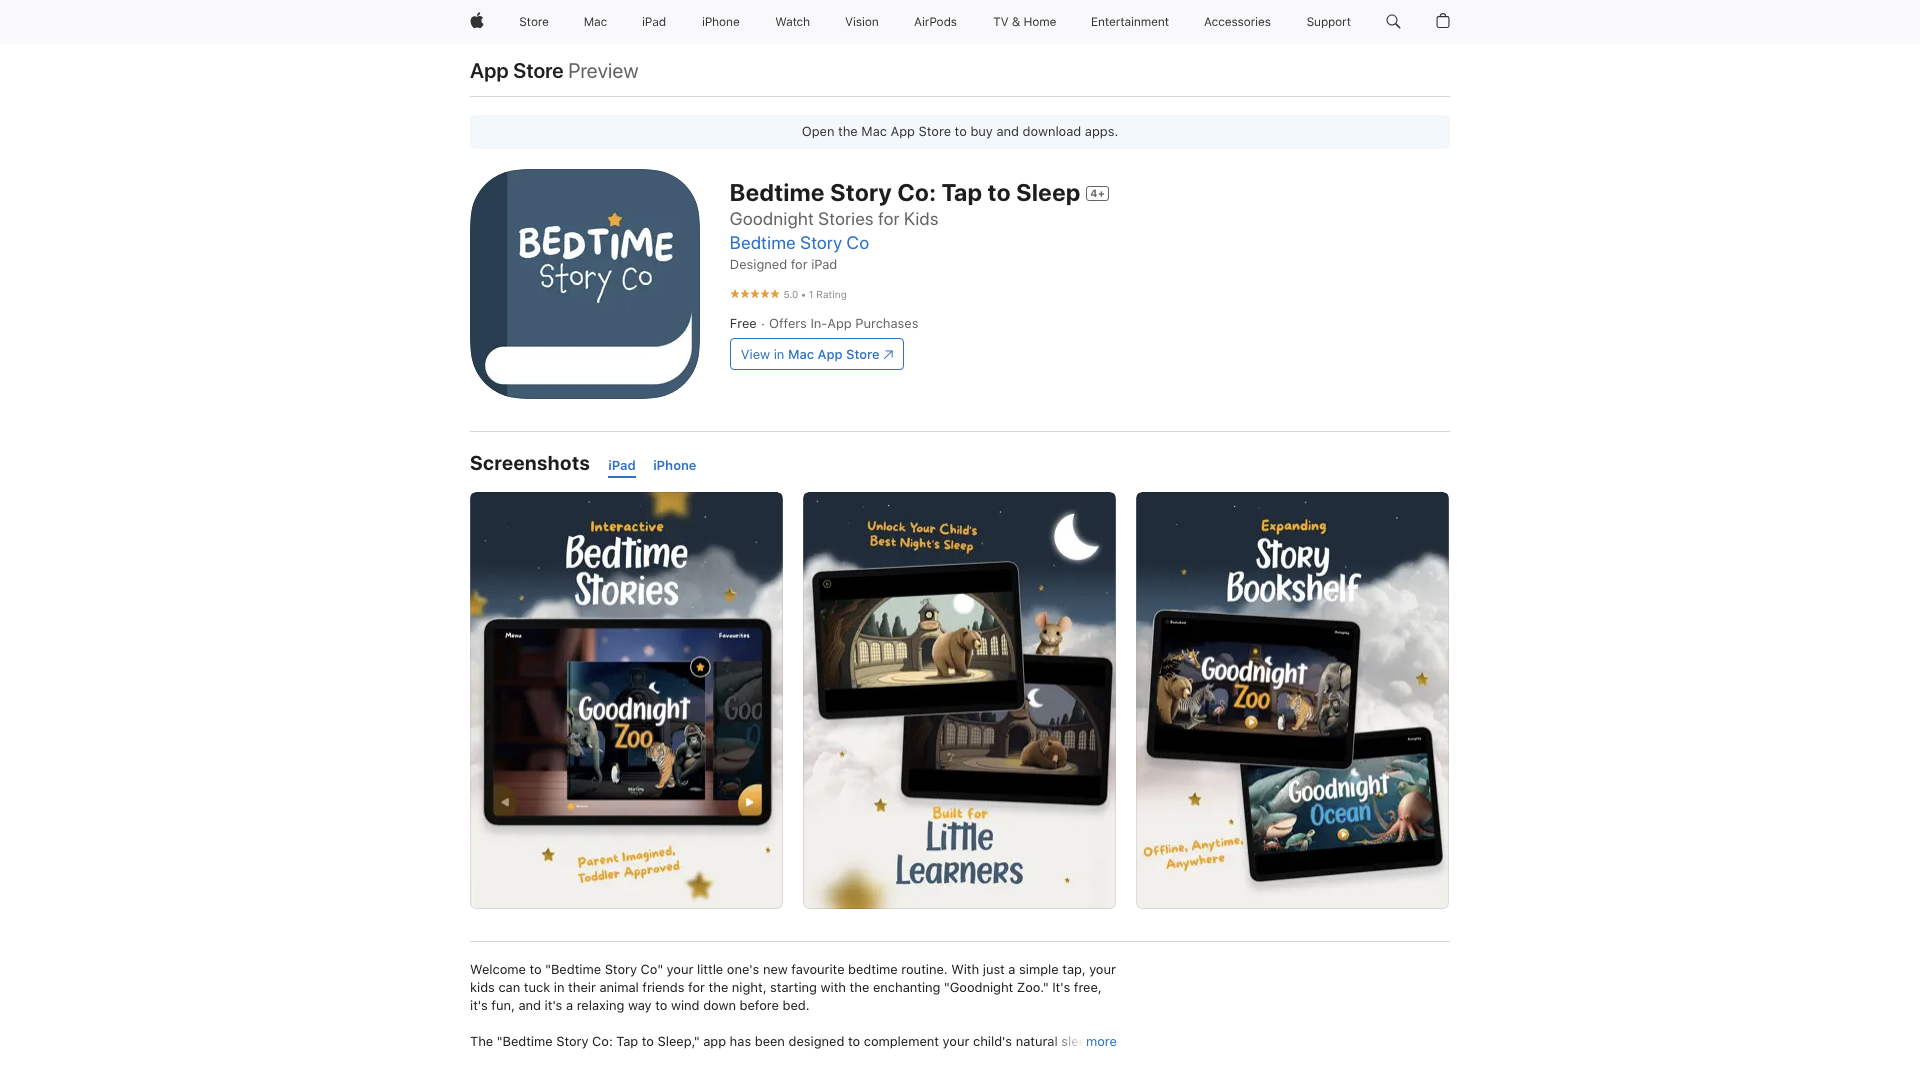 Store Mac iPad iPhone Watch Vision AirPods TV & Home Entertainment Accessories Support
App Store Preview
Open the Mac App Store to buy and download apps.
BEDTIME
Story Co
Bedtime Story Co: Tap to Sleep 4+
Goodnight Stories for Kids
Bedtime Story Co
Designed for iPad
5.0 • 1 Rating
Free · Offers In-App Purchases
View in Mac App Store
Screenshots iPad iPhone
Interactive
Bedtime
Stories
Menu Favourites
Goodnight
Zoo
Goo
Parent Imagined,
Toddler Approved
Unlock Your Child's
Best Night's Sleep
Built for
Little
Learners
Expanding
Story
Bookshelf
Bookshelf Autoplay
Goodnight
Zoo
Autoplay
Goodnight
Ocean
Offline, Anytime,
Anywhere
Welcome to "Bedtime Story Co" your little one's new favourite bedtime routine. With just a simple tap, your
kids can tuck in their animal friends for the night, starting with the enchanting "Goodnight Zoo." It's free,
it's fun, and it's a relaxing way to wind down before bed.
The "Bedtime Story Co: Tap to Sleep," app has been designed to complement your child's natural slee more